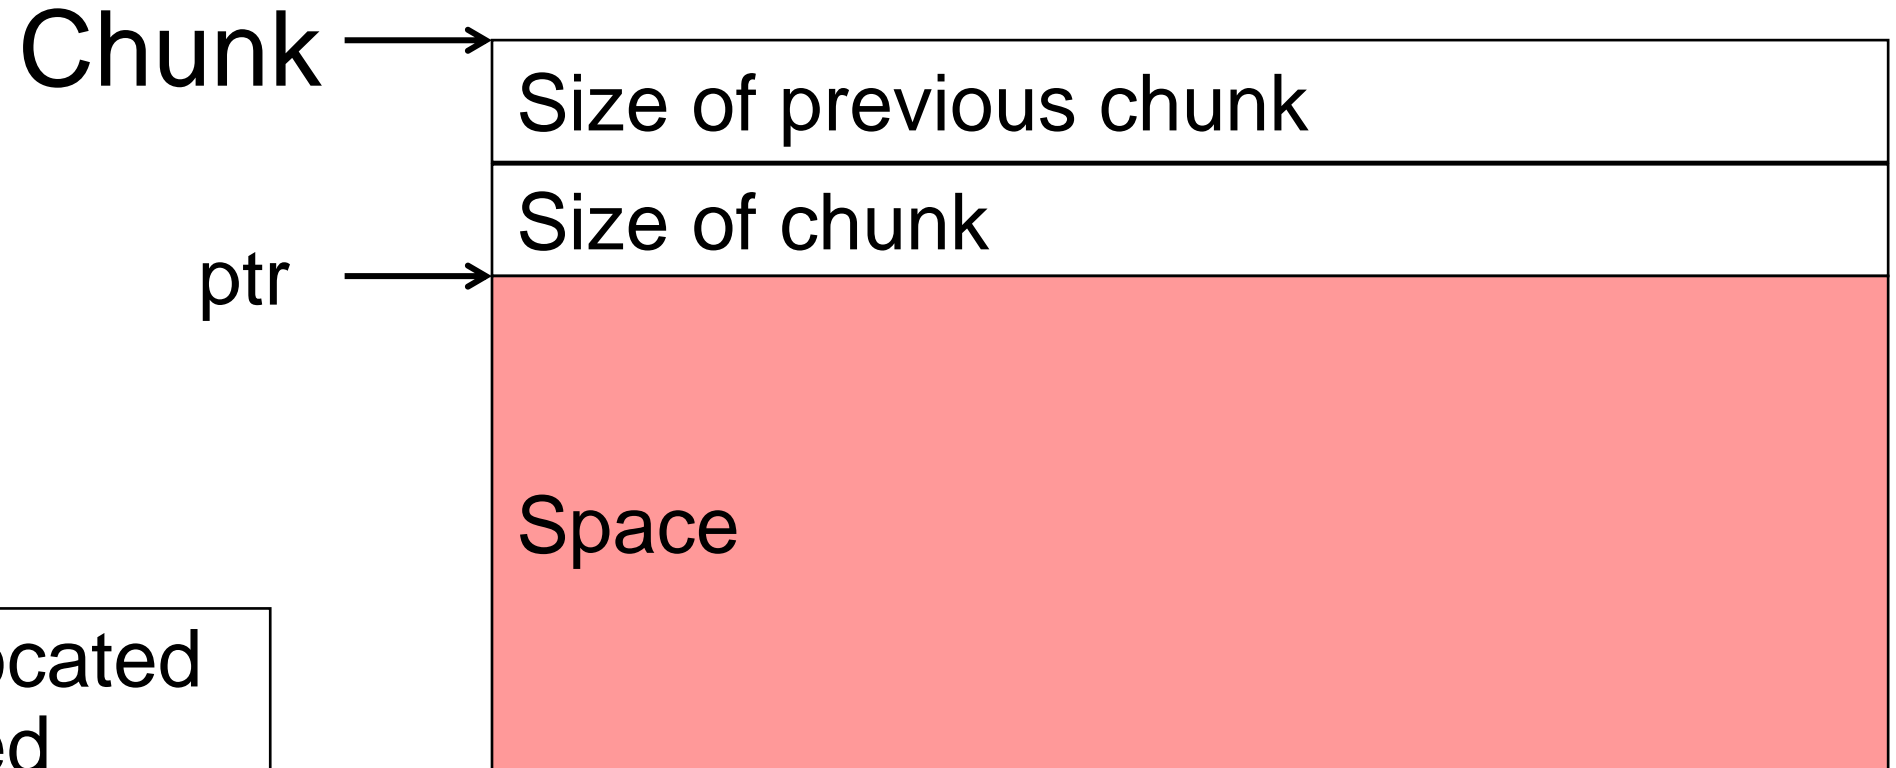 Chunk
Size of previous chunk
Size of chunk
ptr
Space